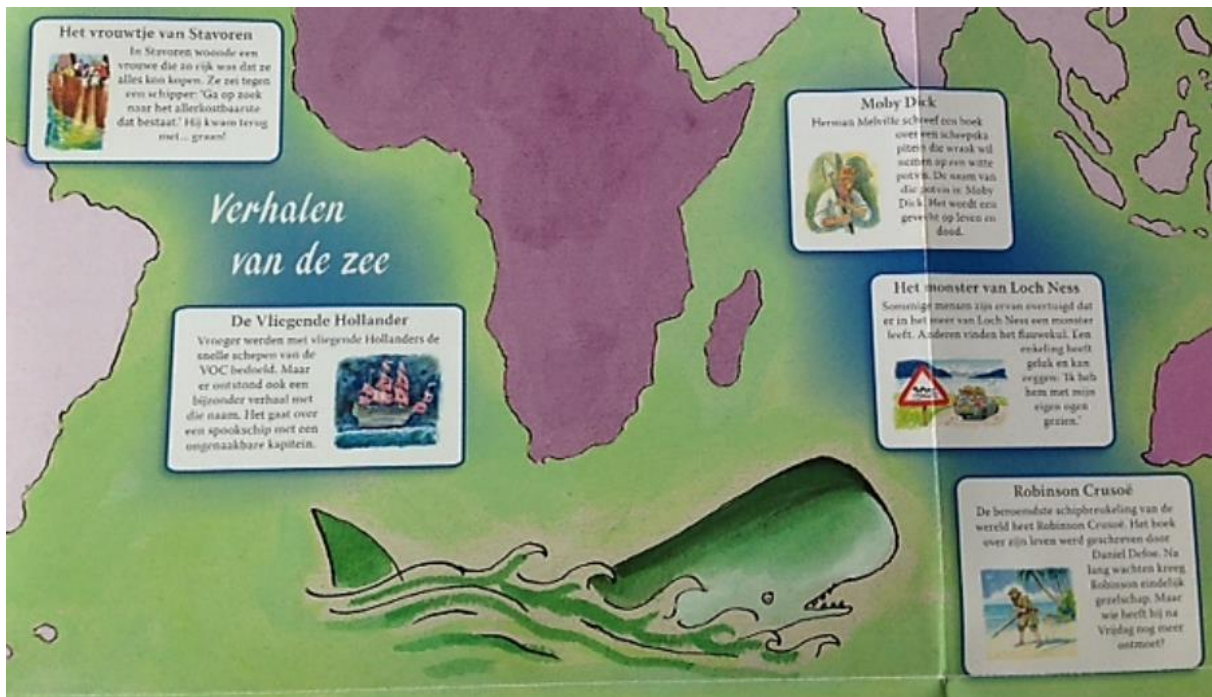 Het vrouwtje van Stavoren
In Stavoren woonde een
vrouwe die zo rijk was dat ze
alles kon kopen. Ze zei tegen
een schipper: 'Ga op zoek
naar het allerkostbaarste
dat bestaat.' Hij kwam terug
met... graan!
Verhalen
van de zee
De Vliegende Hollander
Vroeger werden met vliegende Hollanders de
snelle schepen van de
VOC bedoeld. Maar
er ontstond ook een
bijzonder verhaal met
die naam. Het gaat over
een spookschip met een
ongenaakbare kapitein.
Moby Dick
Herman Melville schreef een boek
over een scheepska
pitein die wraak wil
nemen op een witte
potvis. De naam van
die potvis is Moby
Dick. Het wordt een
gevecht op leven en
dood.
Het monster van Loch Ness
Sommige mensen zijn ervan overtuigd dat
er in het meer van Loch Ness een monster
leeft. Anderen vinden het flauwekul. Een
enkeling heeft
geluk en kan
zeggen: 'Ik heb
hem met mijn
eigen ogen
gezien.'
Robinson Crusoë
De beroemdste schipbreukeling van de
wereld heet Robinson Crusoë. Het boek
over zijn leven werd geschreven door
Daniel Defoe. Na
lang wachten kreeg
Robinson eindelijk
gezelschap. Maar
wie heeft hij na
Vrijdag nog meer
ontmoet?